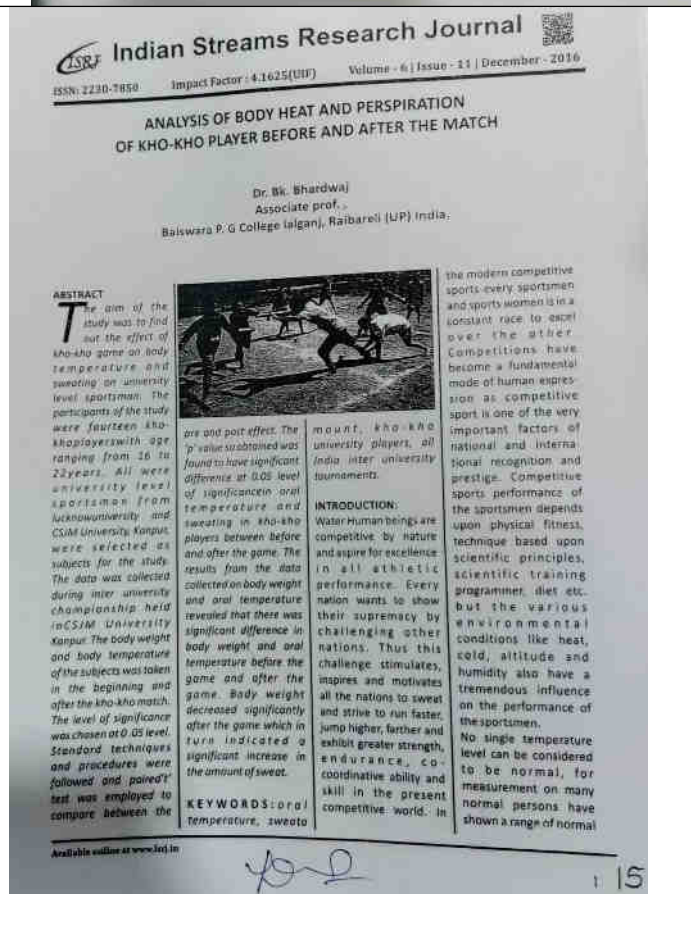 ISRJ Indian Streams Research Journal
ISSN: 2230-7850 Impact Factor : 4.1625(UIF) Volume - 6 | Issue - 11 | December - 2016
ANALYSIS OF BODY HEAT AND PERSPIRATION
OF KHO-KHO PLAYER BEFORE AND AFTER THE MATCH
Dr. Bk. Bhardwaj
Associate prof. ,
Baiswara P. G College lalganj, Raibareli (UP) India.
ABSTRACT
The aim of the
study was to find
out the effect of
kho-kho game on body
temperature and
sweating on university
level sportsman. The
participants of the study
were fourteen kho-
khoplayerswith age
ranging from 16 to
22years. All were
university level
sportsman from
lucknowuniversity and
CSJM University, Kanpur,
were selected as
subjects for the study.
The data was collected
during inter university
championship held
inCSJM University
Kanpur. The body weight
and body temperature
of the subjects was taken
in the beginning and
after the kho-kho match.
The level of significance
was chosen at 0 .05 level.
Standard techniques
and procedures were
followed and paired't'
test was employed to
compare between the
pre and post effect. The
'p' value so obtained was
found to have significant
difference at 0.05 level
of significancein oral
temperature and
sweating in kho-kho
players between before
and after the game. The
results from the data
collected on body weight
and oral temperature
revealed that there was
significant difference in
body weight and oral
temperature before the
game and after the
game. Body weight
decreased significantly
after the game which in
turn indicated a
significant increase in
the amount of sweat.
KEYWORDS:oral
temperature, sweato
mount, kho-kho
university players, all
India inter university
tournaments.
INTRODUCTION:
Water Human beings are
competitive by nature
and aspire for excellence
in all athletic
performance. Every
nation wants to show
their supremacy by
challenging other
nations. Thus this
challenge stimulates,
inspires and motivates
all the nations to sweat
and strive to run faster,
jump higher, farther and
exhibit greater strength,
endurance, co-
coordinative ability and
skill in the present
competitive world. In
the modern competitive
sports every sportsmen
and sports women is in a
constant race to excel
over the other
Competitions have
become a fundamental
mode of human expres-
sion as competitive
sport is one of the very
important factors of
national and interna-
tional recognition and
prestige. Competitive
sports performance of
the sportsmen depends
upon physical fitness,
technique based upon
scientific principles,
scientific training
programmer, diet etc.
but the various
environmental
conditions like heat,
cold, altitude and
humidity also have a
tremendous influence
on the performance of
the sportsmen.
No single temperature
level can be considered
to be normal, for
measurement on many
normal persons have
shown a range of normal
Available online at www.lsrj.in
1 15